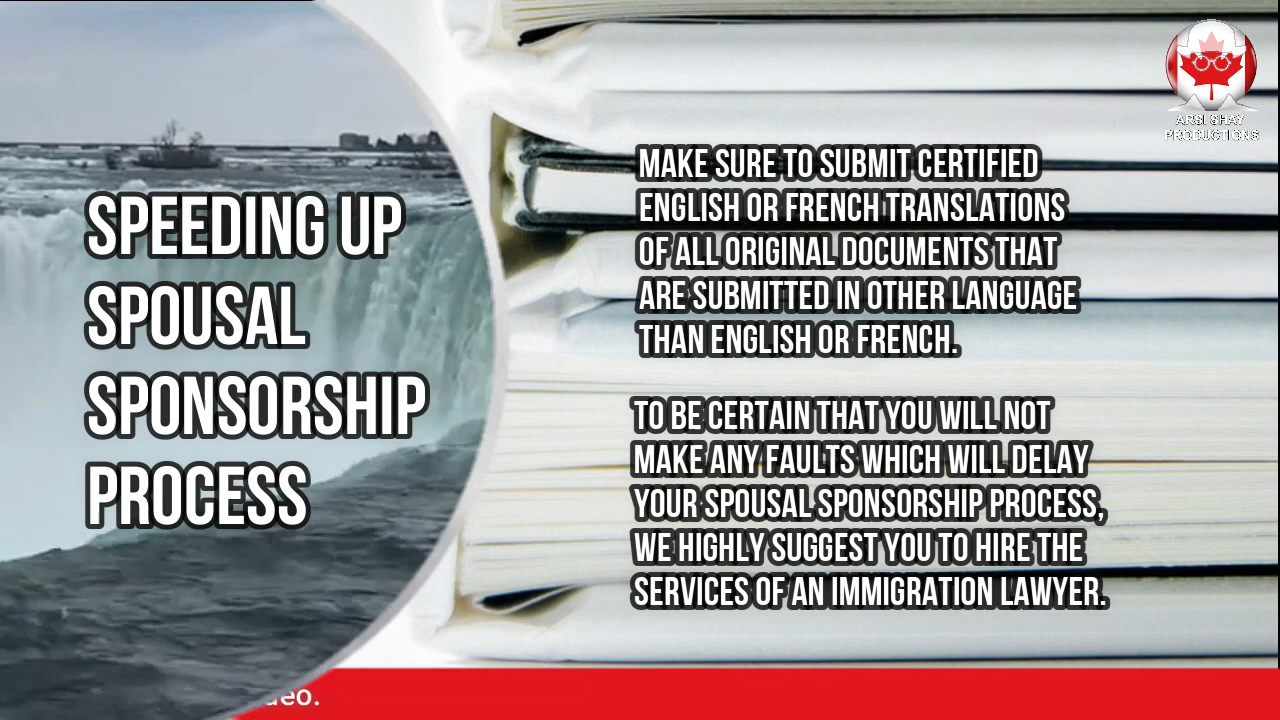 SPEEDING UP
SPOUSAL
SPONSORSHIP
PROCESS
MAKE SURE TO SUBMIT CERTIFIED
ENGLISH OR FRENCH TRANSLATIONS
OF ALL ORIGINAL DOCUMENTS THAT
ARE SUBMITTED IN OTHER LANGUAGE
THAN ENGLISH OR FRENCH.
TO BE CERTAIN THAT YOU WILL NOT
MAKE ANY FAULTS WHICH WILL DELAY
YOUR SPOUSAL SPONSORSHIP PROCESS,
WE HIGHLY SUGGEST YOU TO HIRE THE
SERVICES OF AN IMMIGRATION LAWYER.
ARSI SHAY
PRODUCTIONS